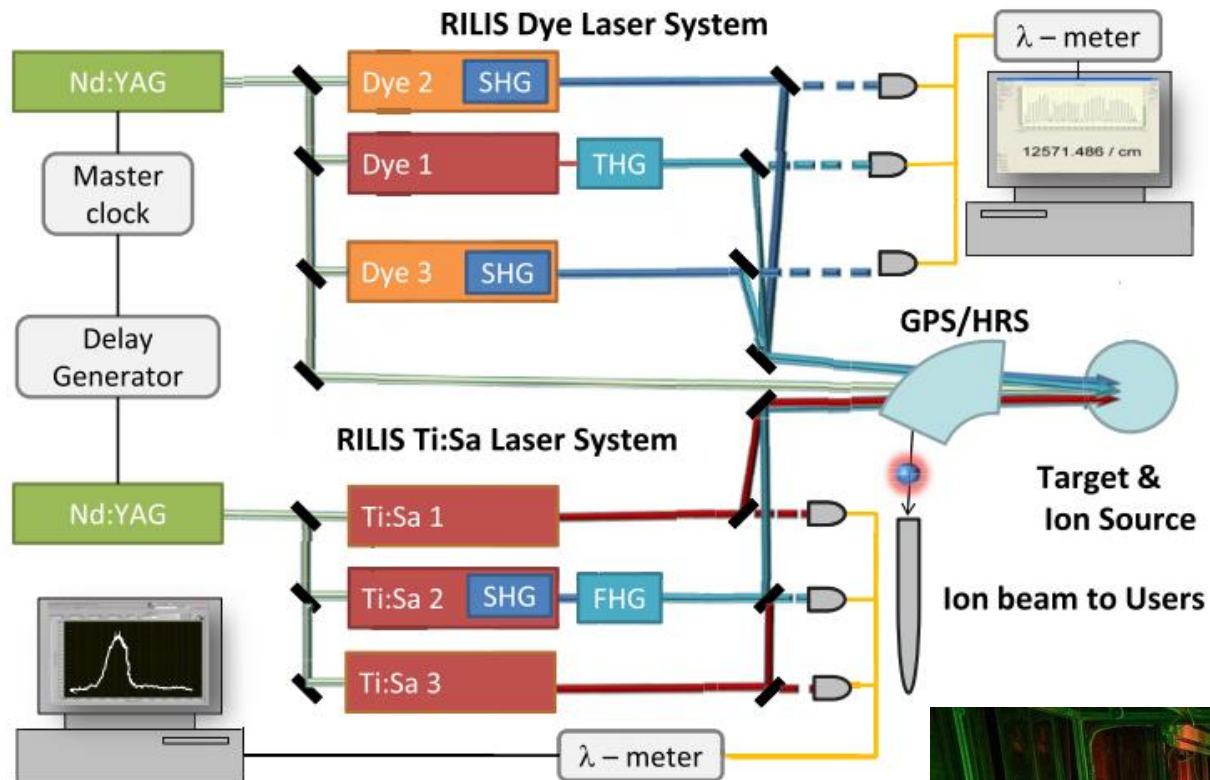 RILIS Dye Laser System
λ – meter
Nd:YAG
Dye 2
SHG
Dye 1
THG
12571.486 / cm
Master
clock
Dye 3
SHG
GPS/HRS
Delay
Generator
RILIS Ti:Sa Laser System
Nd:YAG
Ti:Sa 1
Target &
Ion Source
Ti:Sa 2
SHG
FHG
Ion beam to Users
Ti:Sa 3
λ – meter